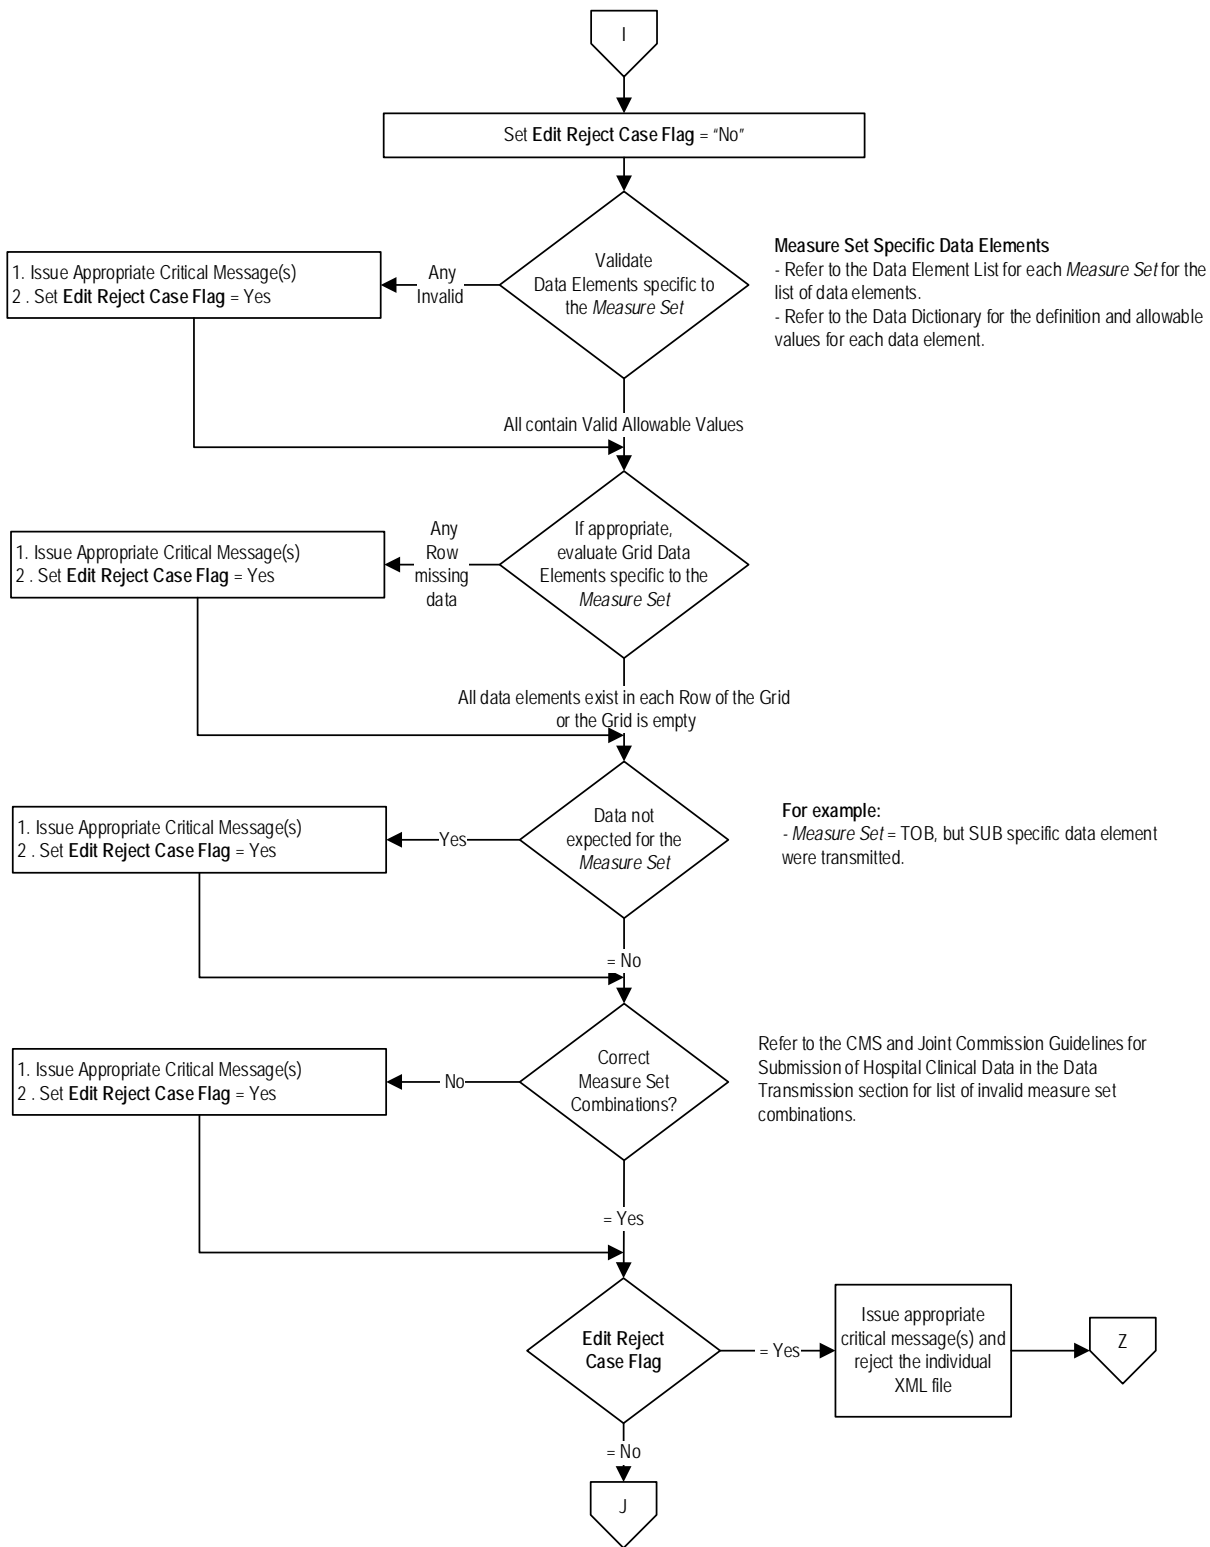 I
Set Edit Reject Case Flag = “No”
Validate
Data Elements specific to
the Measure Set
Any
Invalid
1. Issue Appropriate Critical Message(s)
2 . Set Edit Reject Case Flag = Yes
Measure Set Specific Data Elements
- Refer to the Data Element List for each Measure Set for the
list of data elements.
- Refer to the Data Dictionary for the definition and allowable
values for each data element.
All contain Valid Allowable Values
If appropriate,
evaluate Grid Data
Elements specific to the
Measure Set
Any
Row
missing
data
1. Issue Appropriate Critical Message(s)
2 . Set Edit Reject Case Flag = Yes
All data elements exist in each Row of the Grid
or the Grid is empty
Data not
expected for the
Measure Set
Yes
1. Issue Appropriate Critical Message(s)
2 . Set Edit Reject Case Flag = Yes
For example:
- Measure Set = TOB, but SUB specific data element
were transmitted.
= No
Correct
Measure Set
Combinations?
No
1. Issue Appropriate Critical Message(s)
2 . Set Edit Reject Case Flag = Yes
Refer to the CMS and Joint Commission Guidelines for
Submission of Hospital Clinical Data in the Data
Transmission section for list of invalid measure set
combinations.
= Yes
Edit Reject
Case Flag
= Yes
Issue appropriate
critical message(s) and
reject the individual
XML file
Z
= No
J